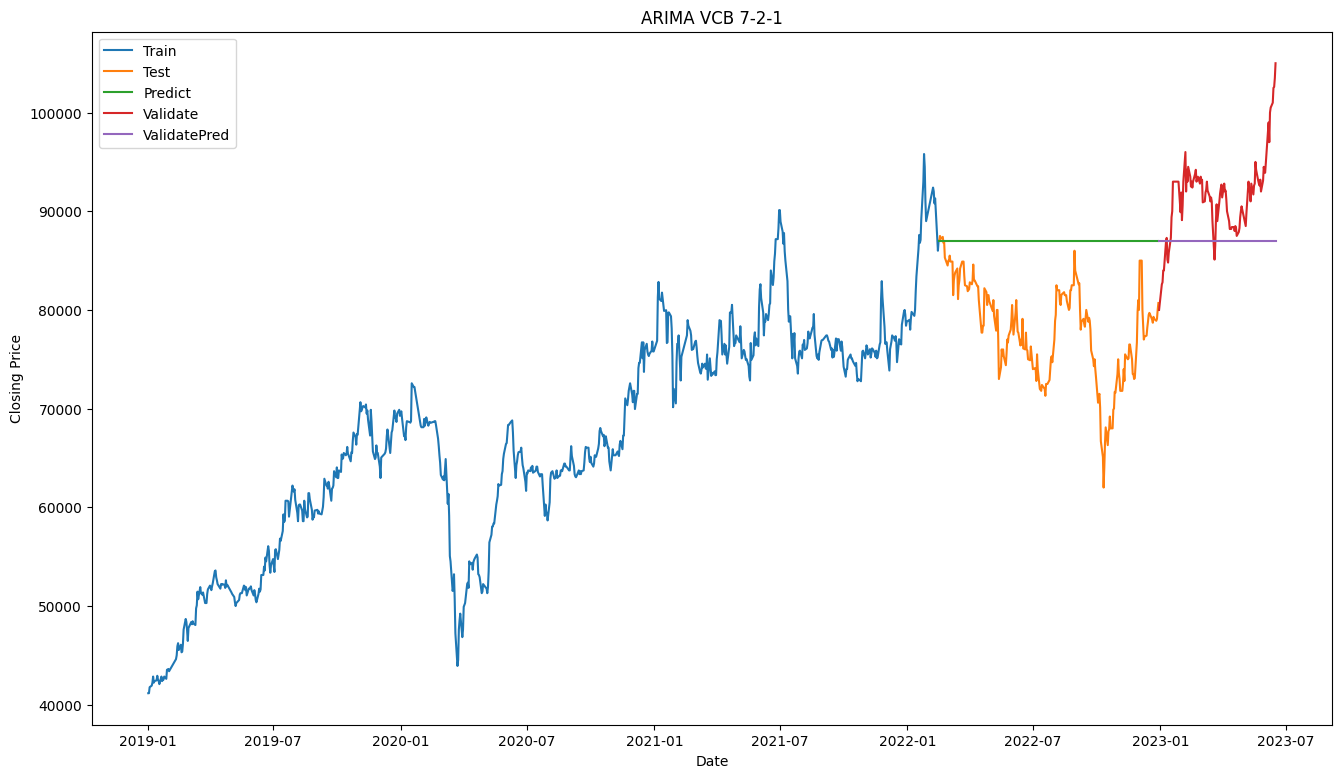 ARIMA VCB 7-2-1
Train
Test
Predict
Validate
ValidatePred
Closing Price
100000
90000
80000
70000
60000
50000
40000
2019-01
2019-07
2020-01
2020-07
2021-01
2021-07
2022-01
2022-07
2023-01
2023-07
Date